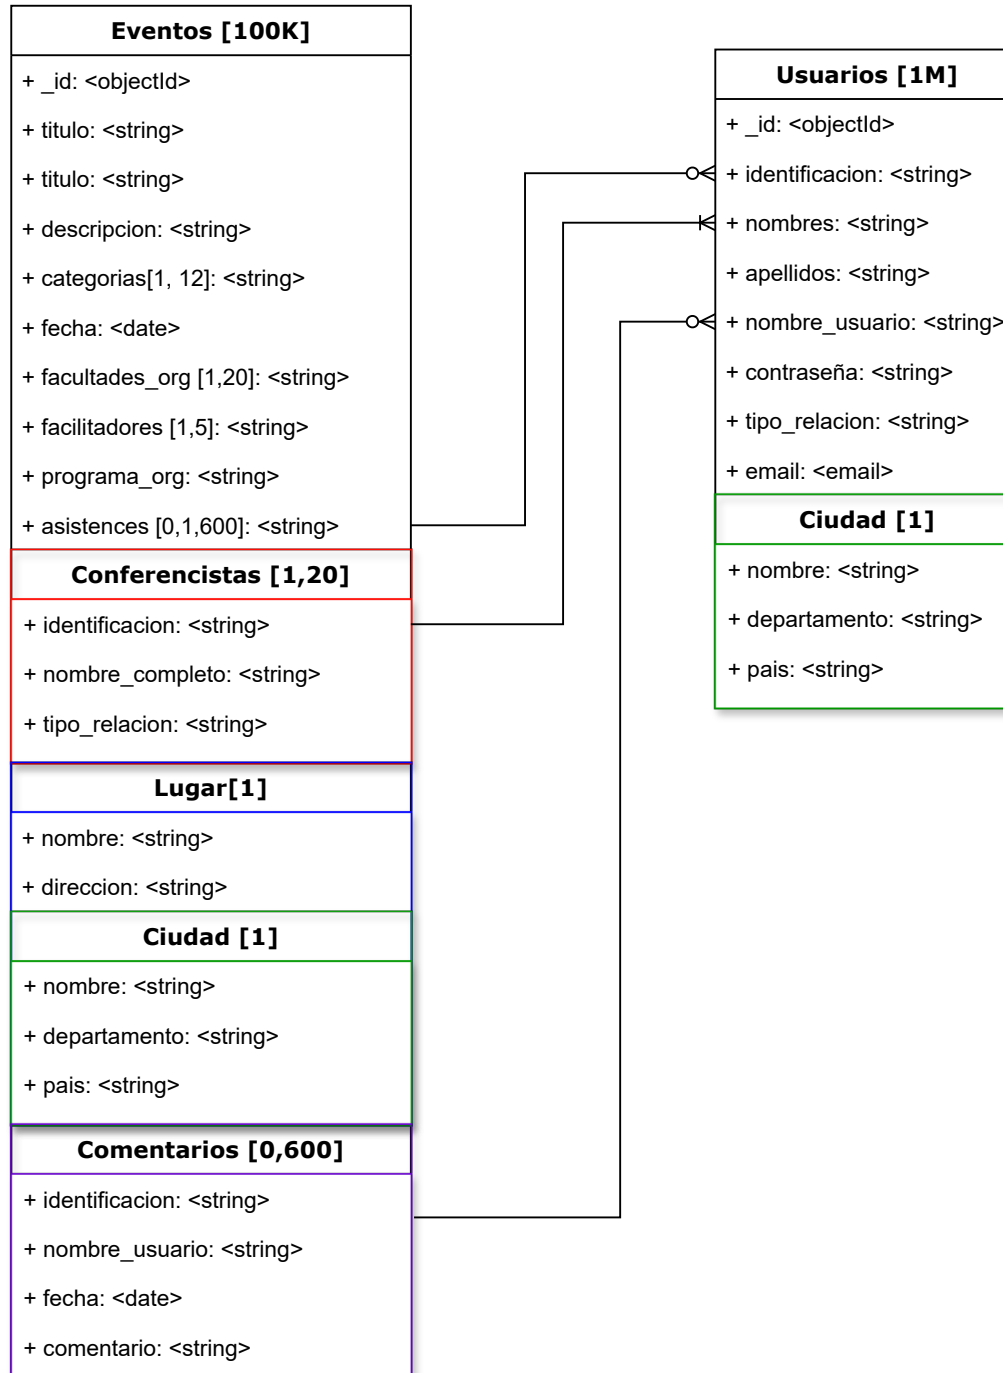 Eventos [100K]
+ _id: <objectId>
+ titulo: <string>
+ titulo: <string>
+ descripcion: <string>
+ categorias[1, 12]: <string>
+ fecha: <date>
+ facultades_org [1,20]: <string>
+ facilitadores [1,5]: <string>
+ programa_org: <string>
+ asistences [0,1,600]: <string>
Conferencistas [1,20]
+ identificacion: <string>
+ nombre_completo: <string>
+ tipo_relacion: <string>
Lugar[1]
+ nombre: <string>
+ direccion: <string>
Ciudad [1]
+ nombre: <string>
+ departamento: <string>
+ pais: <string>
Comentarios [0,600]
+ identificacion: <string>
+ nombre_usuario: <string>
+ fecha: <date>
+ comentario: <string>
Usuarios [1M]
+ _id: <objectId>
+ identificacion: <string>
+ nombres: <string>
+ apellidos: <string>
+ nombre_usuario: <string>
+ contraseña: <string>
+ tipo_relacion: <string>
+ email: <email>
Ciudad [1]
+ nombre: <string>
+ departamento: <string>
+ pais: <string>